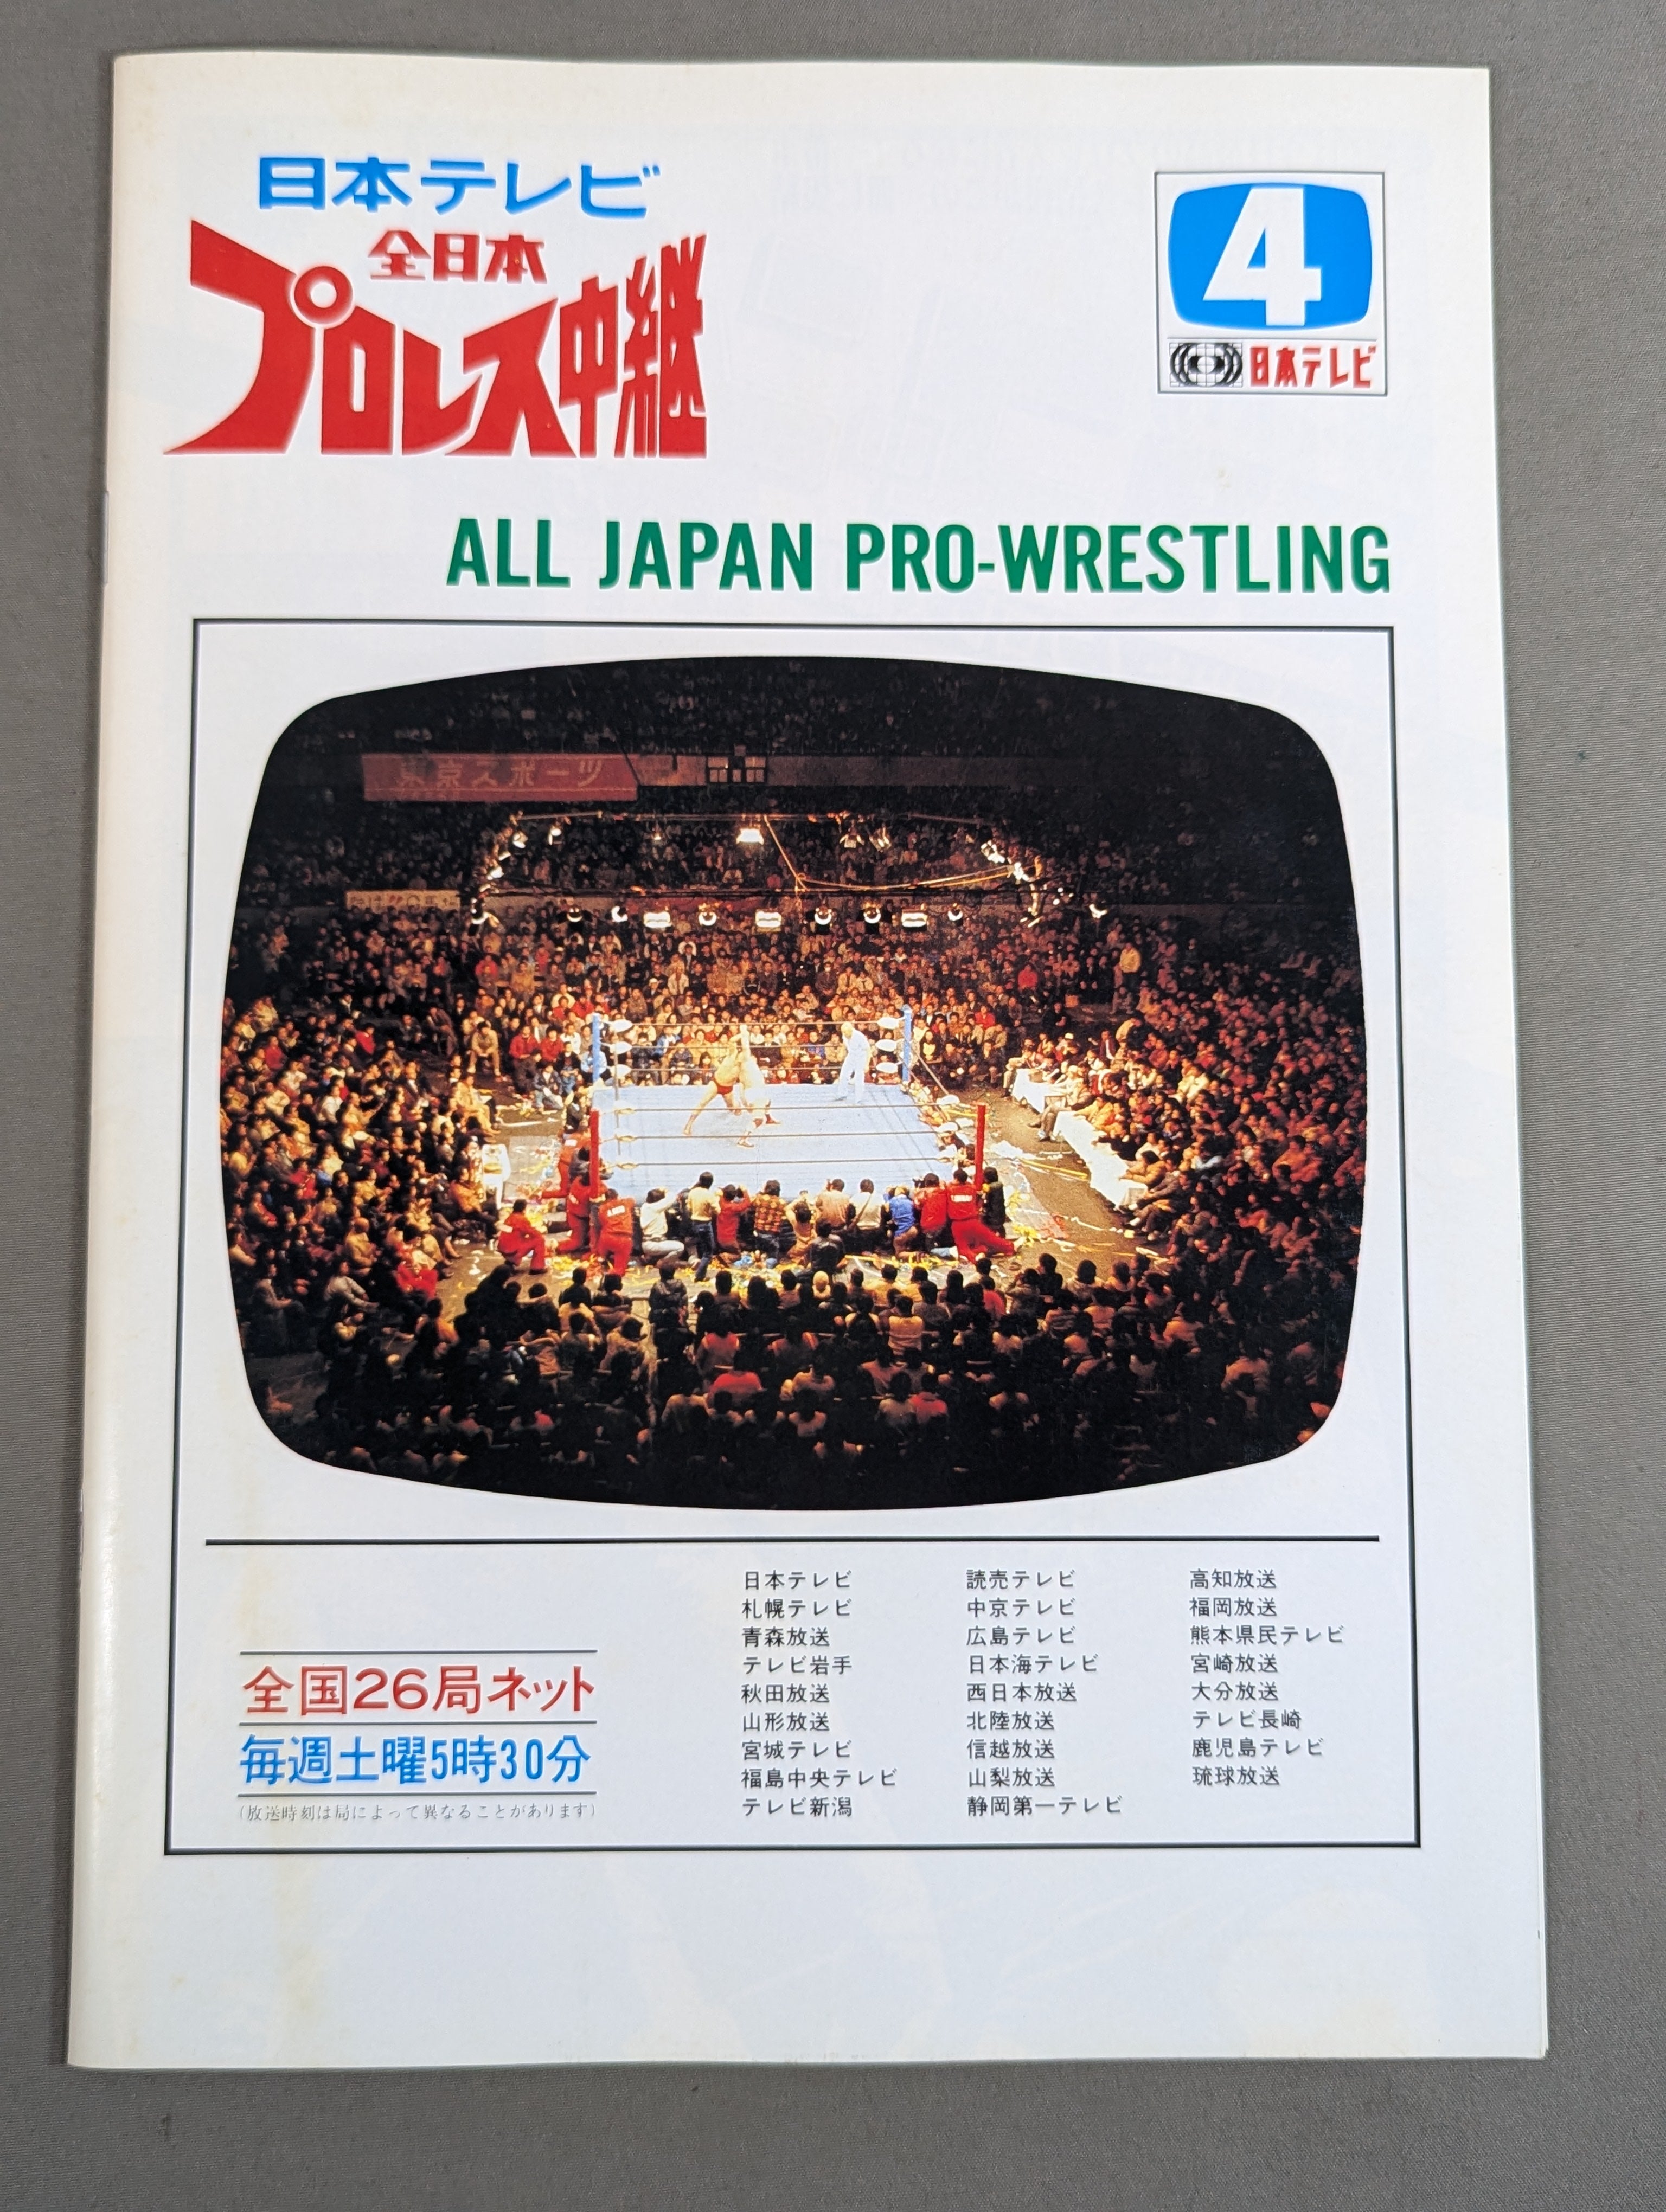 日本テレビ
全日本
プロレス中継
4
日本テレビ
ALL JAPAN PRO-WRESTLING
東京スポーツ
全国26局ネット
毎週土曜5時30分
(放送時刻は局によって異なることがあります)
日本テレビ
札幌テレビ
青森放送
テレビ岩手
秋田放送
山形放送
宮城テレビ
福島中央テレビ
テレビ新潟
読売テレビ
中京テレビ
広島テレビ
日本海テレビ
西日本放送
北陸放送
信越放送
山梨放送
静岡第一テレビ
高知放送
福岡放送
熊本県民テレビ
宮崎放送
大分放送
テレビ長崎
鹿児島テレビ
琉球放送